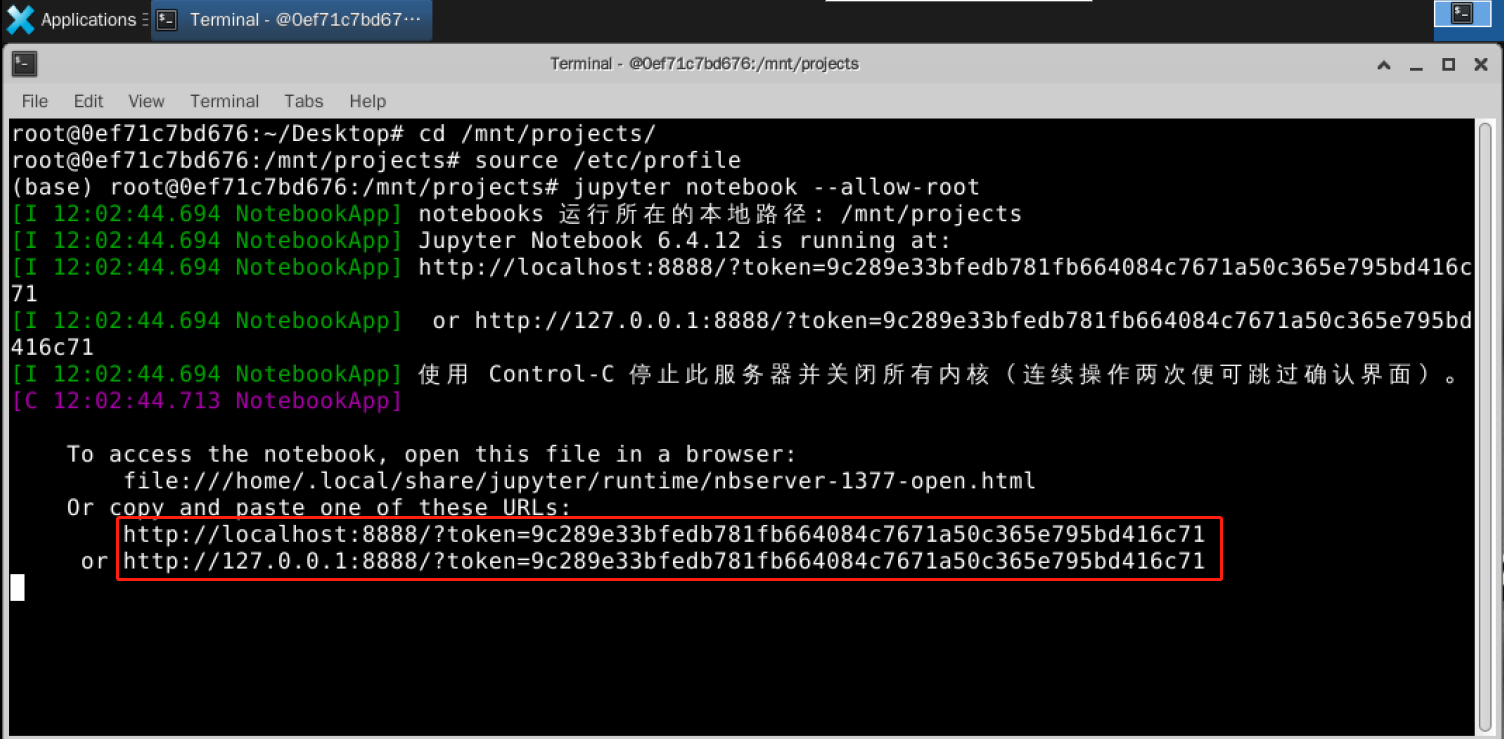 Applications
Terminal - @0ef71c7bd67…
Terminal - @0ef71c7bd676:/mnt/projects
File Edit View Terminal Tabs Help
root@0ef71c7bd676:~/Desktop# cd /mnt/projects/
root@0ef71c7bd676:/mnt/projects# source /etc/profile
(base) root@0ef71c7bd676:/mnt/projects# jupyter notebook --allow-root
[I 12:02:44.694 NotebookApp] notebooks 运行所在的本地路径: /mnt/projects
[I 12:02:44.694 NotebookApp] Jupyter Notebook 6.4.12 is running at:
[I 12:02:44.694 NotebookApp] http://localhost:8888/?token=9c289e33bfedb781fb664084c7671a50c365e795bd416c
71
[I 12:02:44.694 NotebookApp]  or http://127.0.0.1:8888/?token=9c289e33bfedb781fb664084c7671a50c365e795bd
416c71
[I 12:02:44.694 NotebookApp] 使用 Control-C 停止此服务器并关闭所有内核（连续操作两次便可跳过确认界面）。
[C 12:02:44.713 NotebookApp]
To access the notebook, open this file in a browser:
file:///home/.local/share/jupyter/runtime/nbserver-1377-open.html
Or copy and paste one of these URLs:
http://localhost:8888/?token=9c289e33bfedb781fb664084c7671a50c365e795bd416c71
or http://127.0.0.1:8888/?token=9c289e33bfedb781fb664084c7671a50c365e795bd416c71